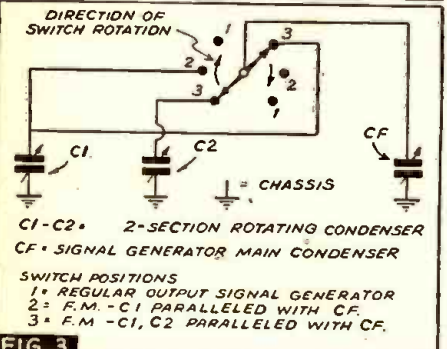 DIRECTION OF
SWITCH ROTATION
1
3
2
2
3
1
C1
C2
CF
= CHASSIS
C1-C2= 2-SECTION ROTATING CONDENSER
CF= SIGNAL GENERATOR MAIN CONDENSER
SWITCH POSITIONS
1= REGULAR OUTPUT SIGNAL GENERATOR
2= F.M.-C1 PARALLELED WITH CF.
3= F.M-C1, C2 PARALLELED WITH CF.
FIG. 3